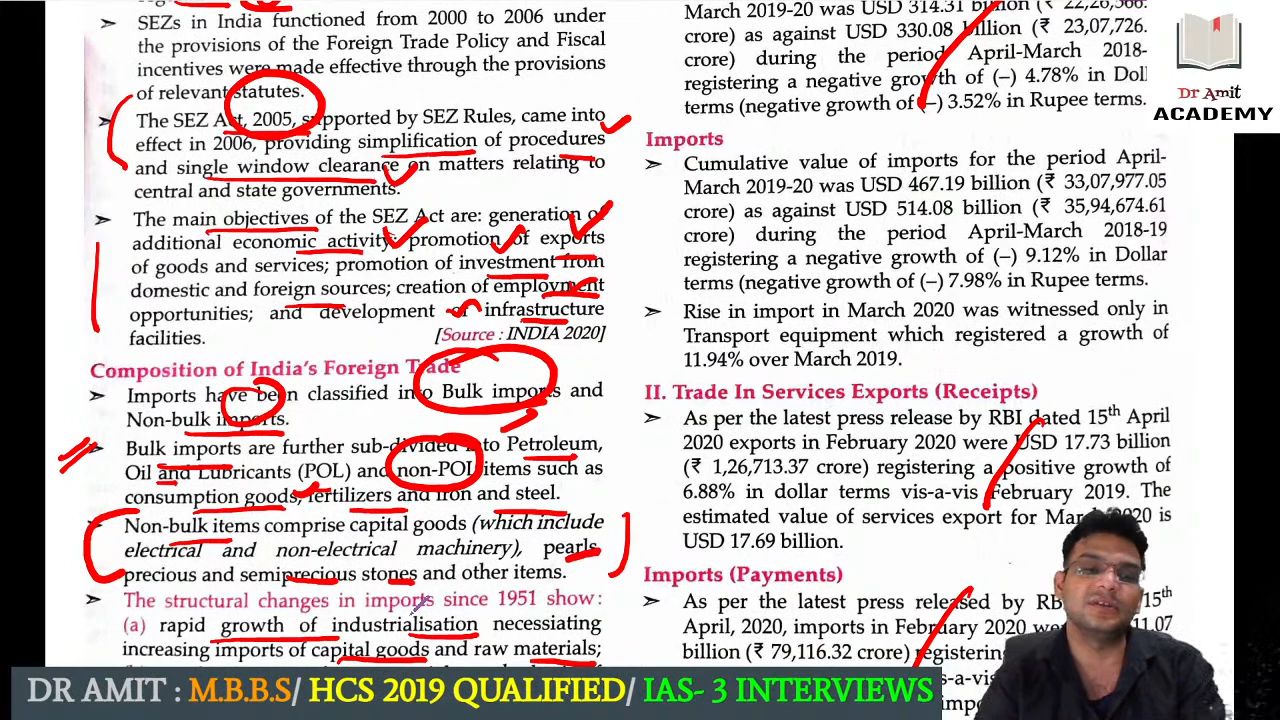 SEZs in India functioned from 2000 to 2006 under
the provisions of the Foreign Trade Policy and Fiscal
incentives were made effective through the provisions
of relevant statutes.
The SEZ Act, 2005, supported by SEZ Rules, came into
effect in 2006, providing simplification of procedures
and single window clearance on matters relating to
central and state governments.
The main objectives of the SEZ Act are: generation of
additional economic activity; promotion of exports
of goods and services; promotion of investment from
domestic and foreign sources; creation of employment
opportunities; and development of infrastructure
facilities.
[Source : INDIA 2020]
Composition of India's Foreign Trade
Imports have been classified into Bulk imports and
Non-bulk imports.
Bulk imports are further sub-divided into Petroleum,
Oil and Lubricants (POL) and non-POL items such as
consumption goods, fertilizers and iron and steel.
Non-bulk items comprise capital goods (which include
electrical and non-electrical machinery), pearls,
precious and semiprecious stones and other items.
The structural changes in imports since 1951 show:
(a) rapid growth of industrialisation necessiating
increasing imports of capital goods and raw materials;
March 2019-20 was USD 314.31 billion (₹
crore) as against USD 330.08 billion (₹ 23,07,726.
crore) during the period April-March 2018-
registering a negative growth of (–) 4.78% in Doll
terms (negative growth of (–) 3.52% in Rupee terms.
Imports
Cumulative value of imports for the period April-
March 2019-20 was USD 467.19 billion (₹ 33,07,977.05
crore) as against USD 514.08 billion (₹ 35,94,674.61
crore) during the period April-March 2018-19
registering a negative growth of (–) 9.12% in Dollar
terms (negative growth of (–) 7.98% in Rupee terms.
Rise in import in March 2020 was witnessed only in
Transport equipment which registered a growth of
11.94% over March 2019.
II. Trade In Services Exports (Receipts)
As per the latest press release by RBI dated 15th April
2020 exports in February 2020 were USD 17.73 billion
(₹ 1,26,713.37 crore) registering a positive growth of
6.88% in dollar terms vis-a-vis February 2019. The
estimated value of services export for March 2020 is
USD 17.69 billion.
Imports (Payments)
As per the latest press released by RB 15th
April, 2020, imports in February 2020 11.07
billion (₹ 79,116.32 crore) registering
Dr Amit
ACADEMY
DR AMIT : M.B.B.S/ HCS 2019 QUALIFIED/ IAS- 3 INTERVIEWS